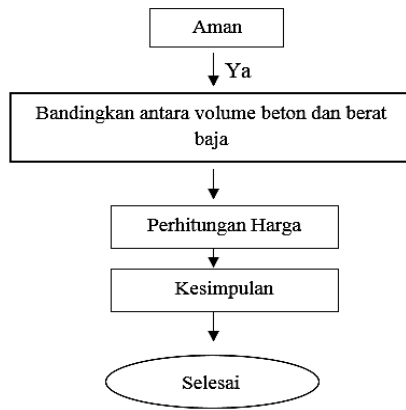 Aman
Ya
Bandingkan antara volume beton dan berat
baja
Perhitungan Harga
Kesimpulan
Selesai